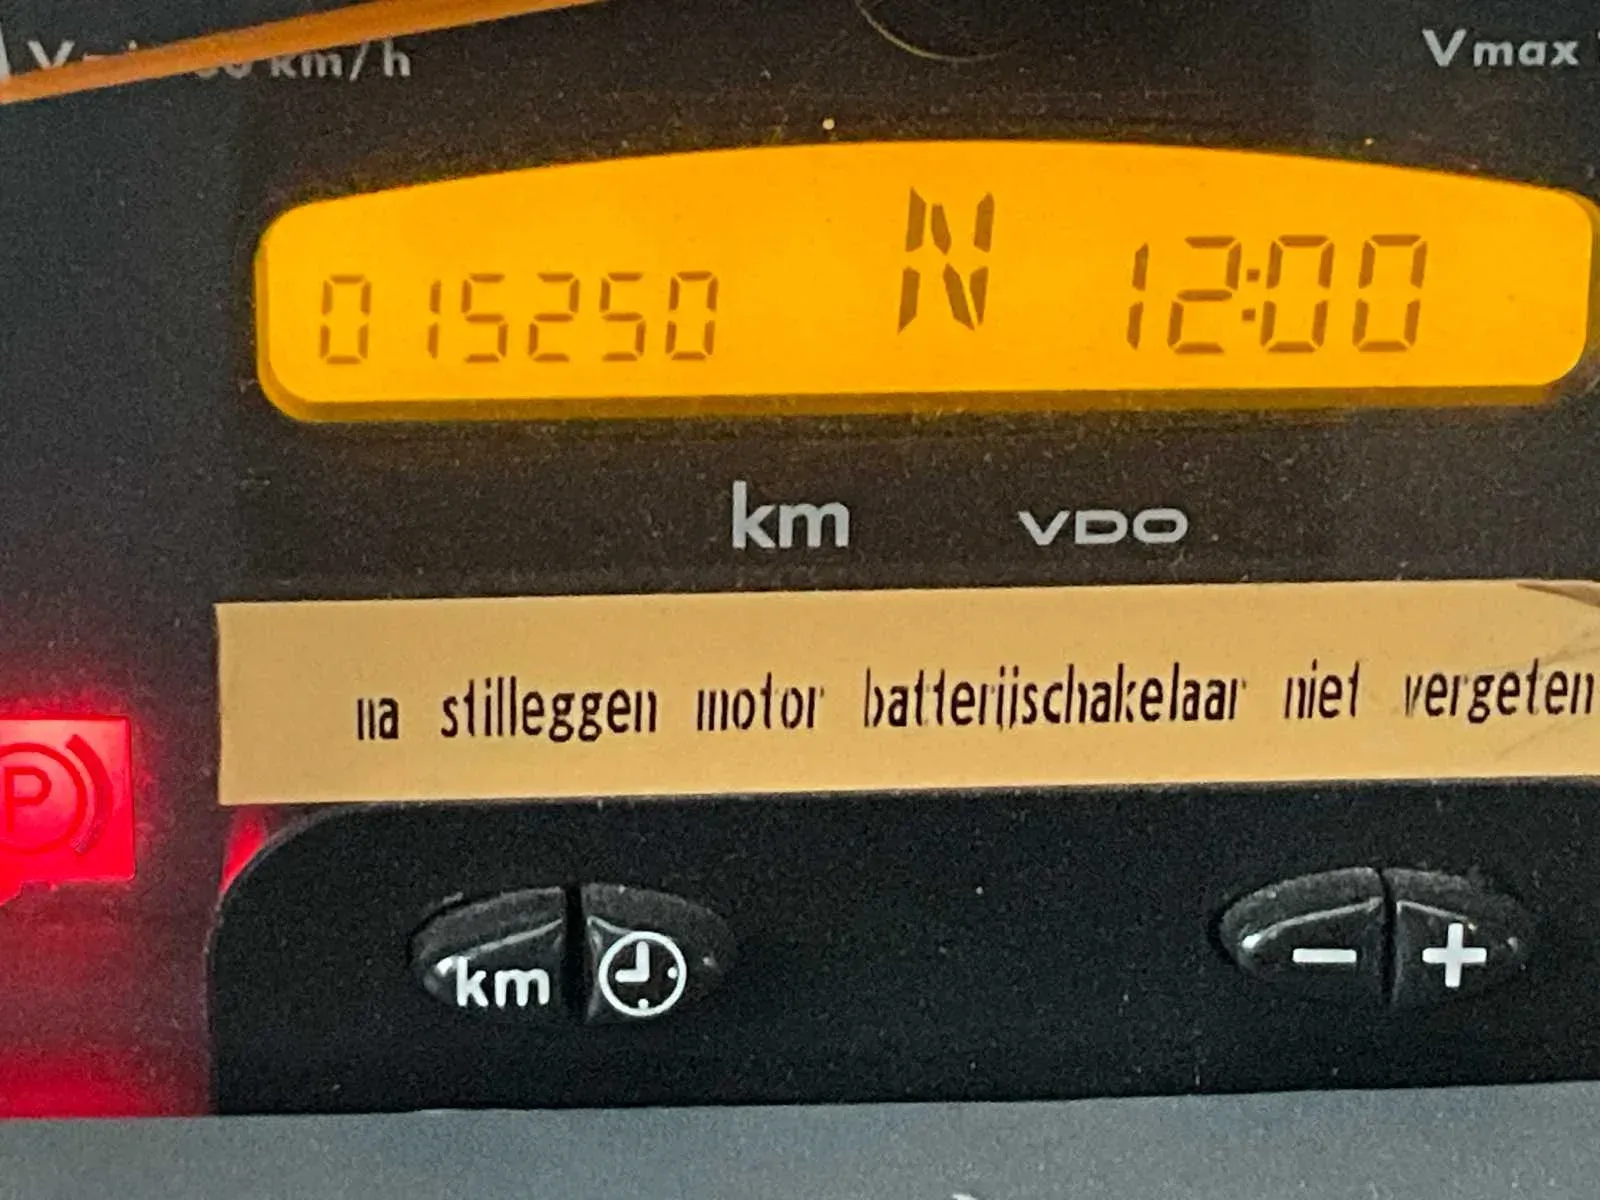 km/h
Vmax
015250 N 12:00
km VDO
na stilleggen motor batterijschakelaar niet vergeten
P
km - +